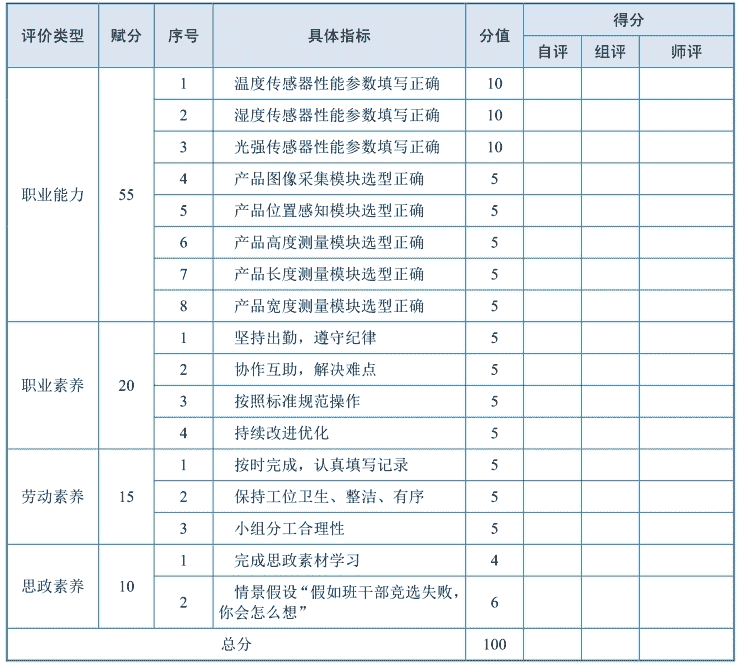 评价类型 赋分 序号 具体指标 分值 得分
自评 组评 师评
职业能力 55
1 温度传感器性能参数填写正确 10
2 湿度传感器性能参数填写正确 10
3 光强传感器性能参数填写正确 10
4 产品图像采集模块选型正确 5
5 产品位置感知模块选型正确 5
6 产品高度测量模块选型正确 5
7 产品长度测量模块选型正确 5
8 产品宽度测量模块选型正确 5
职业素养 20
1 坚持出勤，遵守纪律 5
2 协作互助，解决难点 5
3 按照标准规范操作 5
4 持续改进优化 5
劳动素养 15
1 按时完成，认真填写记录 5
2 保持工位卫生、整洁、有序 5
3 小组分工合理性 5
思政素养 10
1 完成思政素材学习 4
2 情景假设“假如班干部竞选失败，
你会怎么想” 6
总分 100